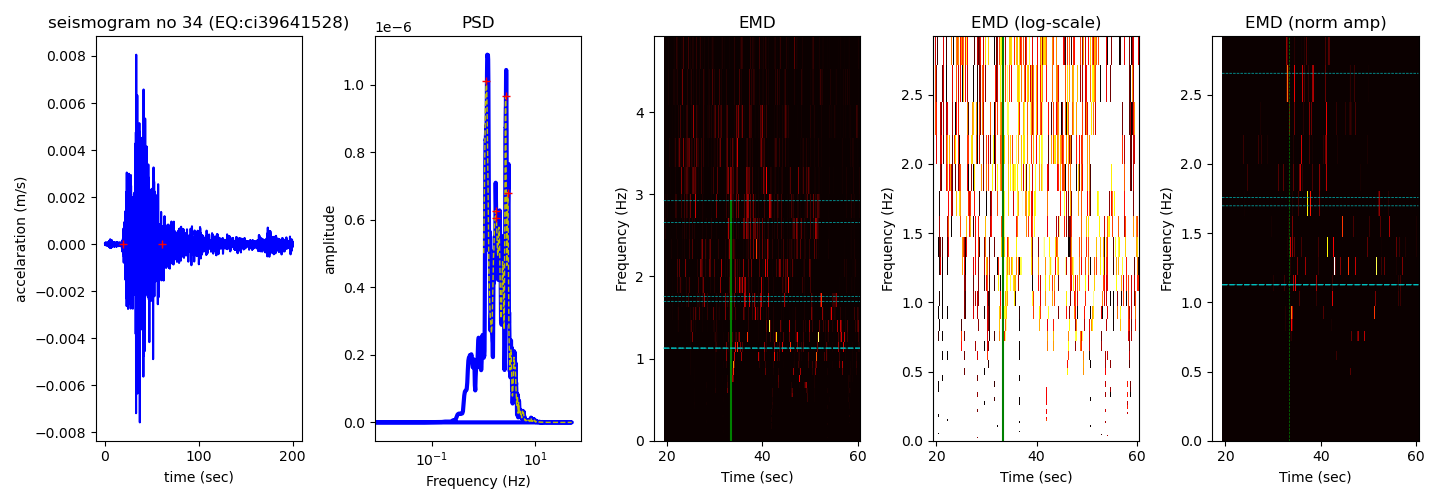 seismogram no 34 (EQ:ci39641528)
accelaration (m/s)
0.008
0.006
0.004
0.002
0.000
−0.002
−0.004
−0.006
−0.008
0
100
200
time (sec)
PSD
1e−6
amplitude
1.0
0.8
0.6
0.4
0.2
0.0
10−1
101
Frequency (Hz)
EMD
Frequency (Hz)
4
3
2
1
0
20
40
60
Time (sec)
EMD (log-scale)
Frequency (Hz)
2.5
2.0
1.5
1.0
0.5
0.0
20
40
60
Time (sec)
EMD (norm amp)
Frequency (Hz)
2.5
2.0
1.5
1.0
0.5
0.0
20
40
60
Time (sec)